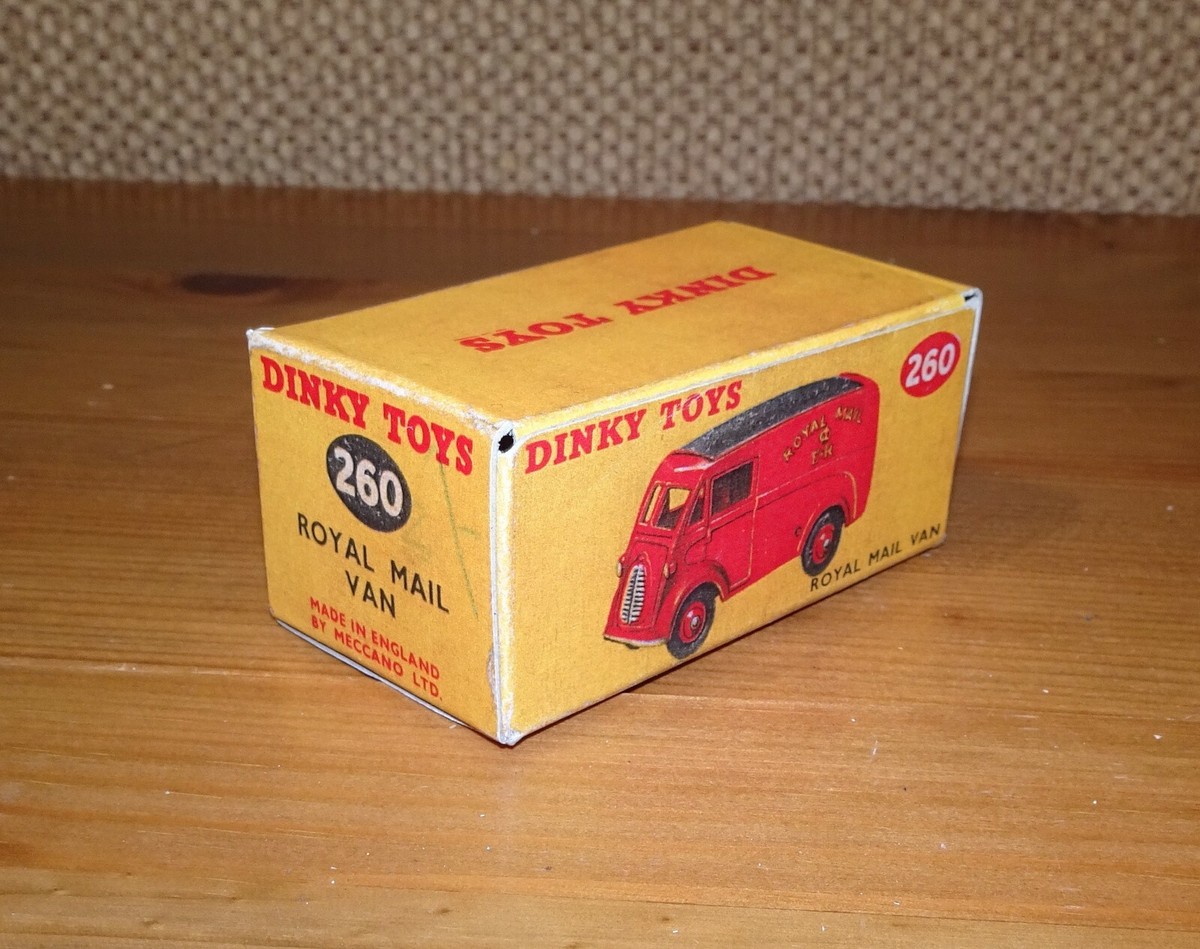 DINKY TOYS
DINKY TOYS
260
ROYAL MAIL
VAN
MADE IN ENGLAND
BY MECCANO LTD.
DINKY TOYS
260
ROYAL MAIL
E R
ROYAL MAIL VAN